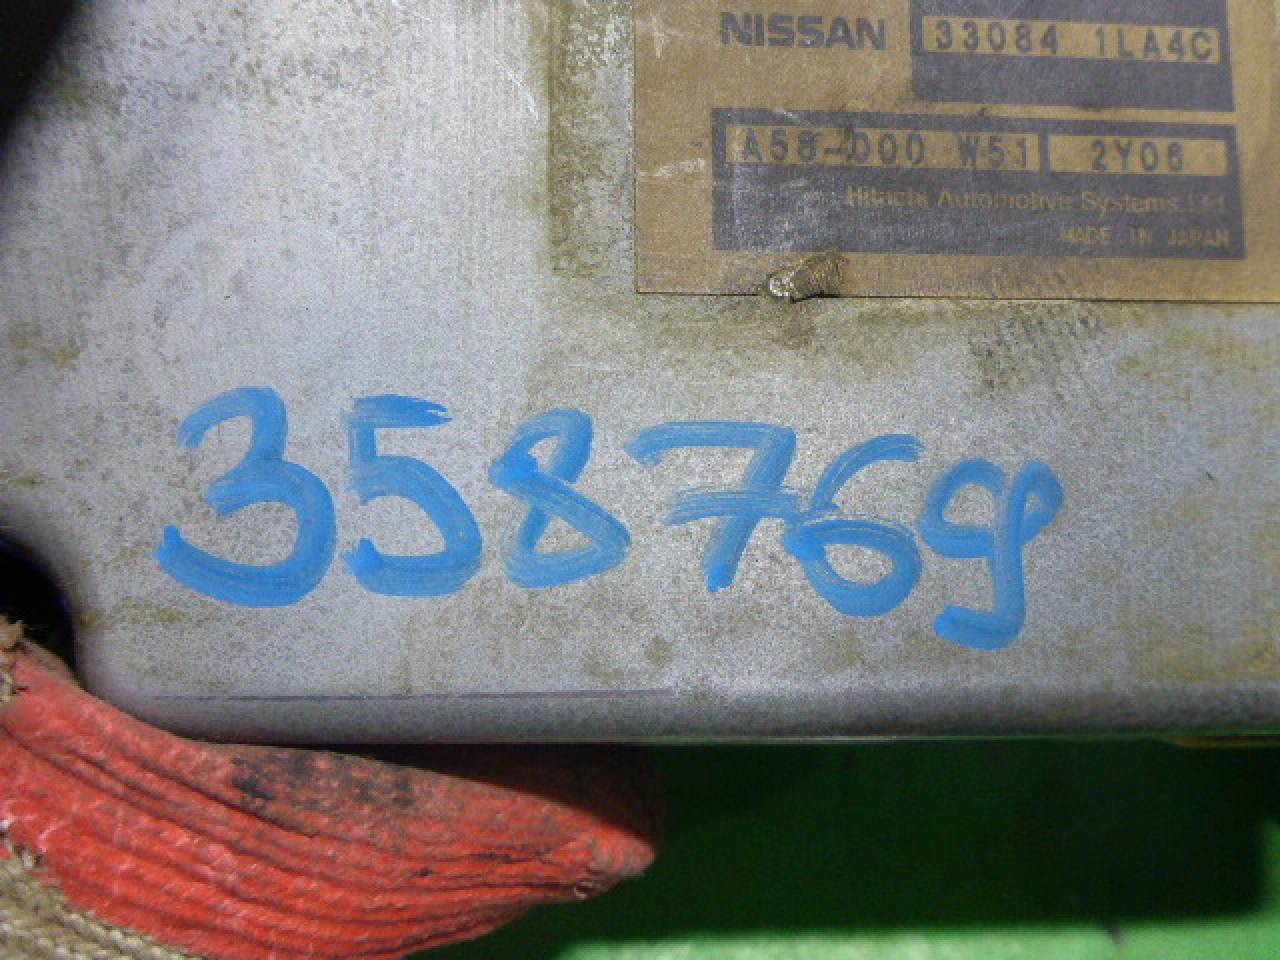 NISSAN 33084 1LA4C
A58-000 W51 2Y06
Hitachi Automotive Systems, Ltd.
MADE IN JAPAN
358769